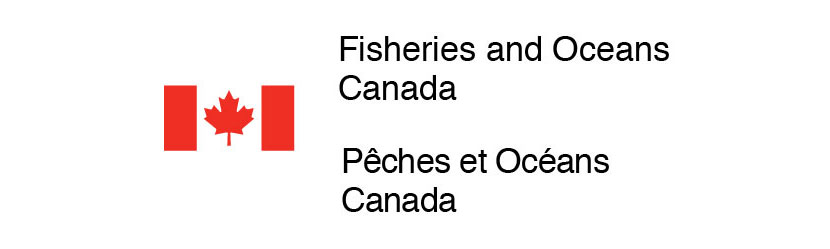 Fisheries and Oceans
Canada
Pêches et Océans
Canada